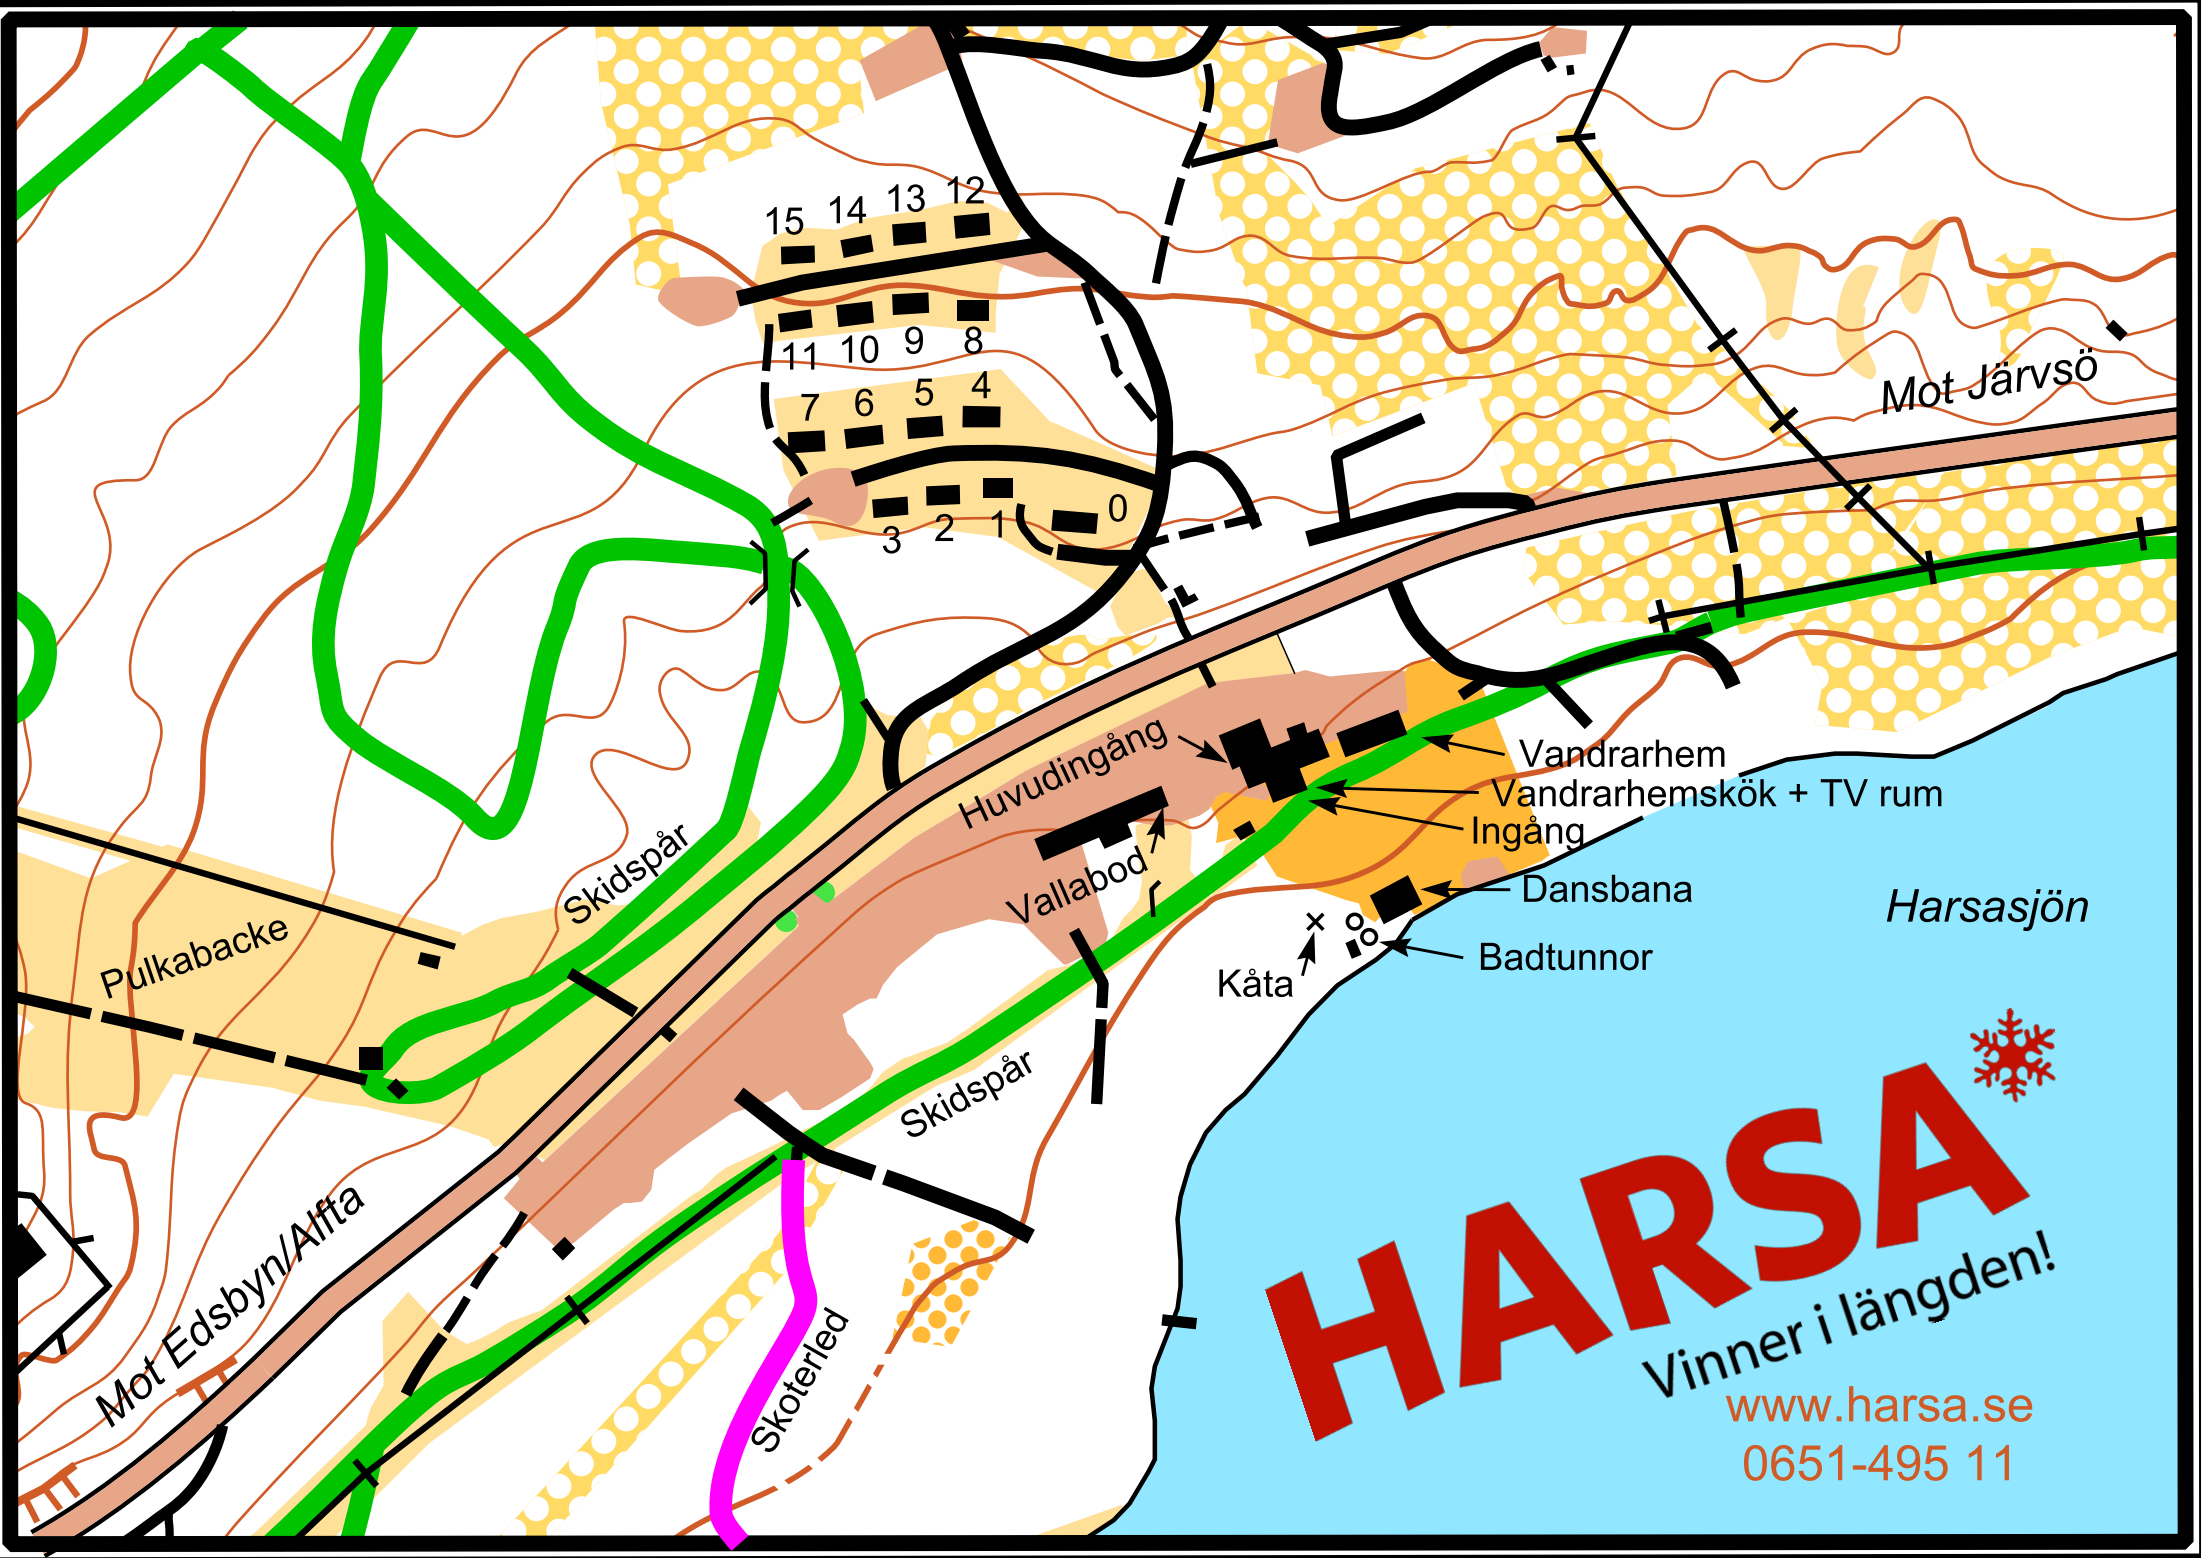 15 14 13 12
11 10 9 8
7 6 5 4
3 2 1 0
Mot Järvsö
Huvudingång
Vandrarhem
Vandrarhemskök + TV rum
Ingång
Skidspår
Vallabod
Dansbana
Harsasjön
Pulkabacke
Kåta
Badtunnor
Skidspår
Mot Edsbyn/Alfta
Skoterled
HARSA
Vinner i längden!
www.harsa.se
0651-495 11